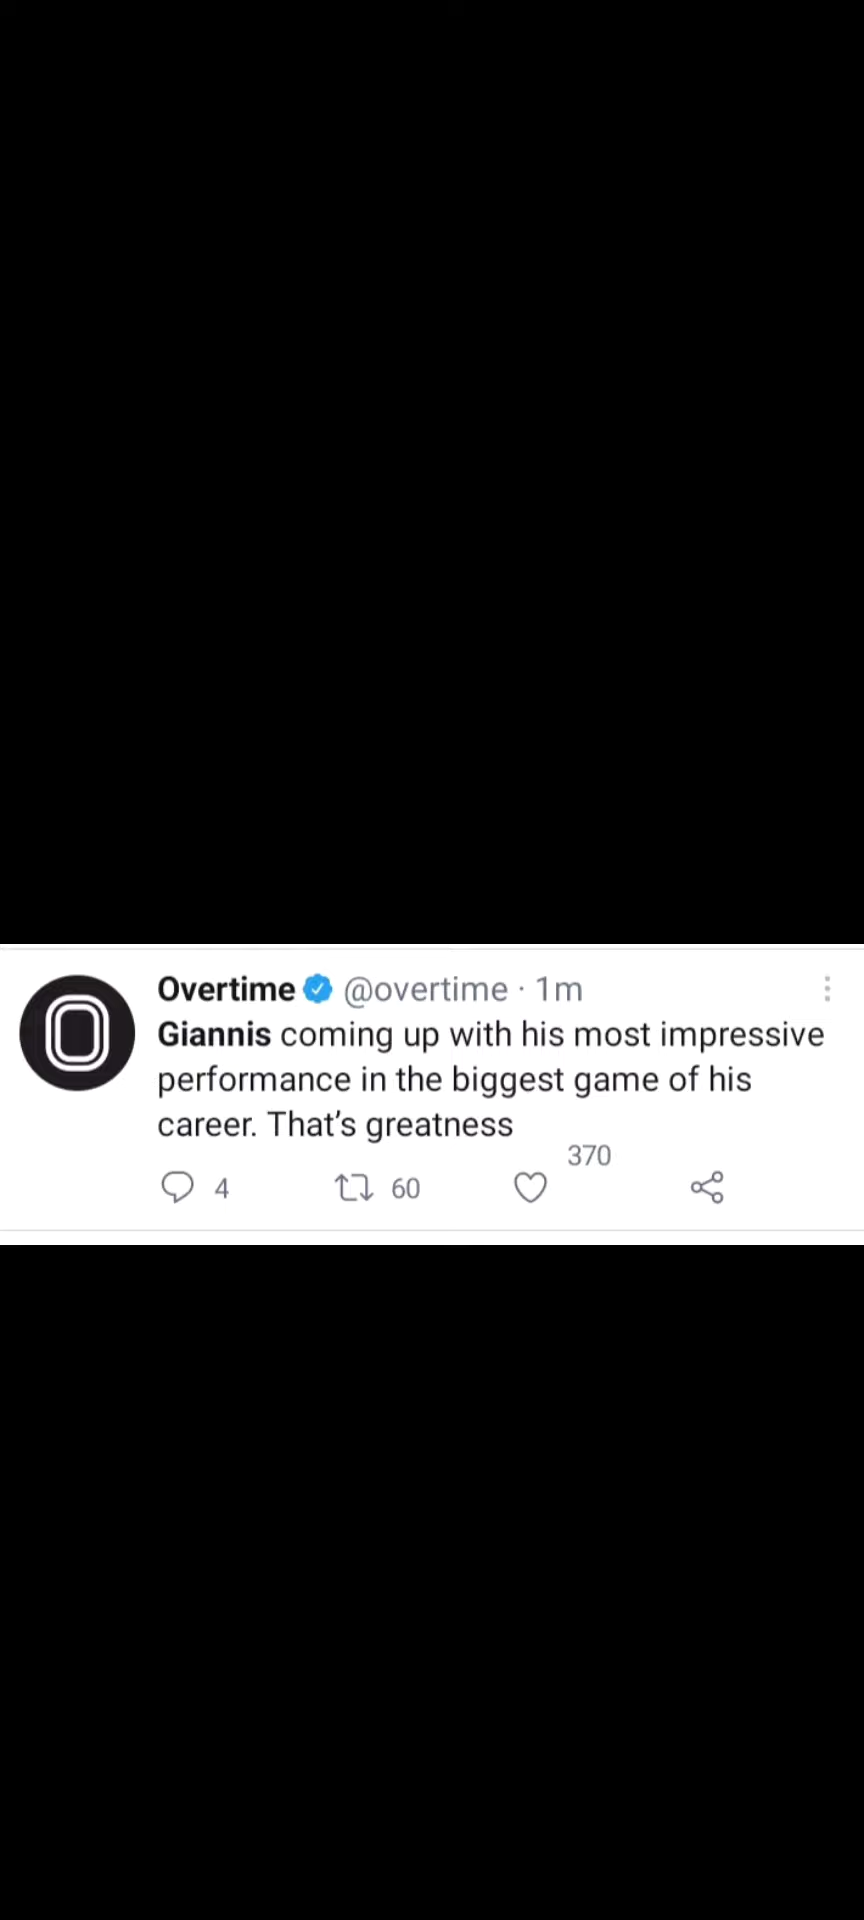 Overtime @overtime · 1m
Giannis coming up with his most impressive
performance in the biggest game of his
career. That's greatness
4 60 370